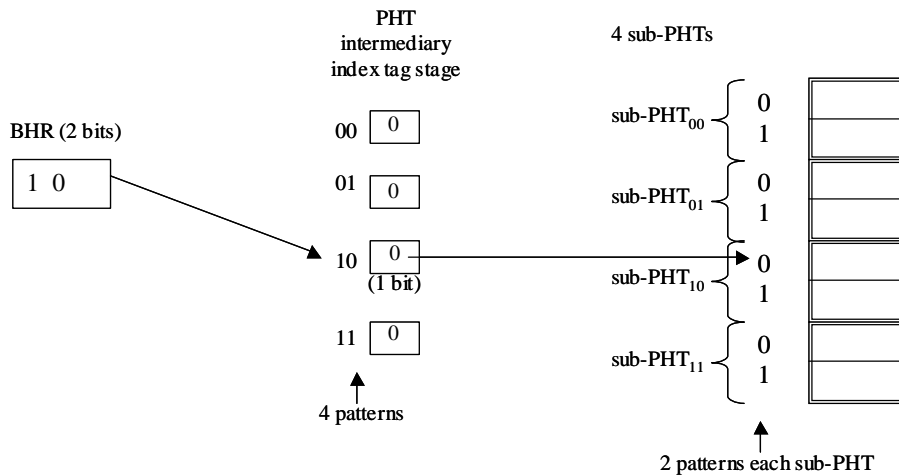 PHT
intermediary
index tag stage
4 sub-PHTs
BHR (2 bits)
1 0
00 0
01 0
10 0
(1 bit)
11 0
4 patterns
sub-PHT00
0
1
sub-PHT01
0
1
sub-PHT10
0
1
sub-PHT11
0
1
2 patterns each sub-PHT